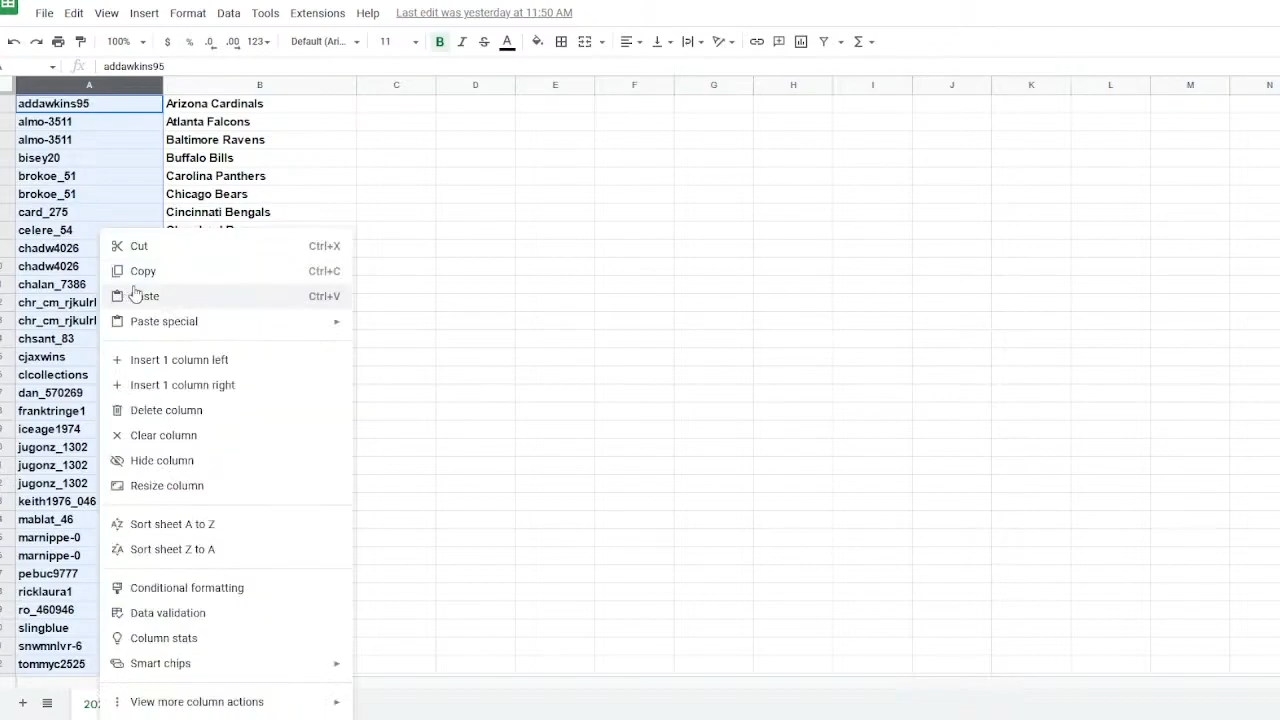 File Edit View Insert Format Data Tools Extensions Help Last edit was yesterday at 11:50 AM
100% $ % .0 .00 123 Default (Ari... 11 B I S A
fx addawkins95
A B C D E F G H I J K L M N
addawkins95 Arizona Cardinals
almo-3511 Atlanta Falcons
almo-3511 Baltimore Ravens
bisey20 Buffalo Bills
brokoe_51 Carolina Panthers
brokoe_51 Chicago Bears
card_275 Cincinnati Bengals
celere_54
chadw4026
chadw4026
chalan_7386
chr_cm_rjkulrl
chr_cm_rjkulrl
chsant_83
cjaxwins
clcollections
dan_570269
franktringe1
iceage1974
jugonz_1302
jugonz_1302
jugonz_1302
keith1976_046
mablat_46
marnippe-0
marnippe-0
pebuc9777
ricklaura1
ro_460946
slingblue
snwmnlvr-6
tommyc2525
Cut Ctrl+X
Copy Ctrl+C
Paste Ctrl+V
Paste special
Insert 1 column left
Insert 1 column right
Delete column
Clear column
Hide column
Resize column
Sort sheet A to Z
Sort sheet Z to A
Conditional formatting
Data validation
Column stats
Smart chips
View more column actions